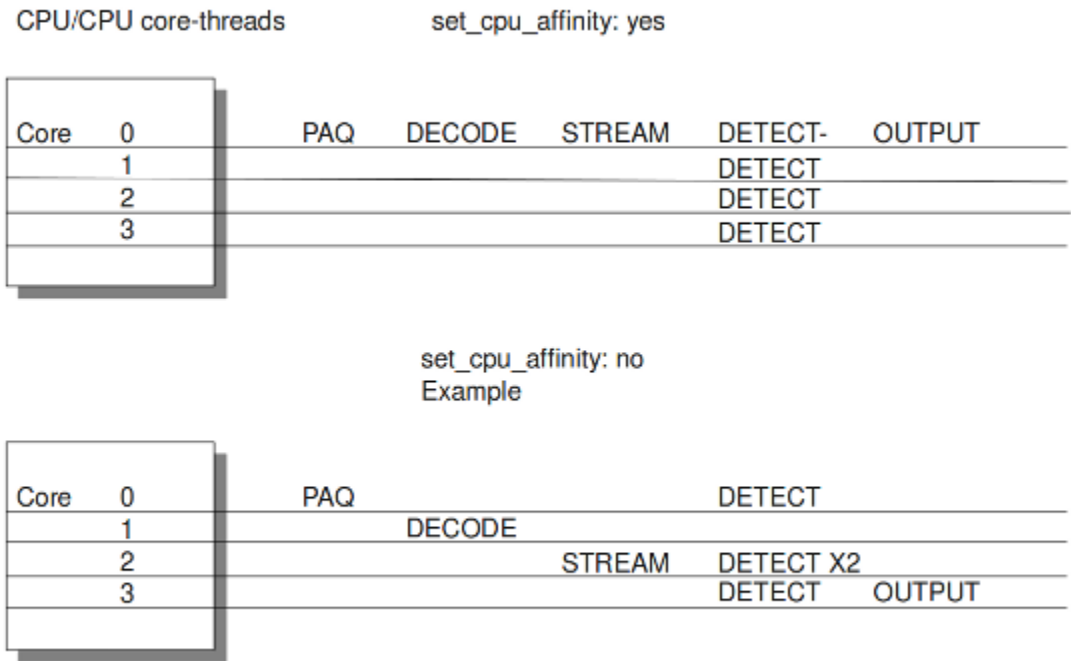 CPU/CPU core-threads set_cpu_affinity: yes
Core 0 PAQ DECODE STREAM DETECT- OUTPUT
1 DETECT
2 DETECT
3 DETECT
set_cpu_affinity: no
Example
Core 0 PAQ DETECT
1 DECODE
2 STREAM DETECT X2
3 DETECT OUTPUT